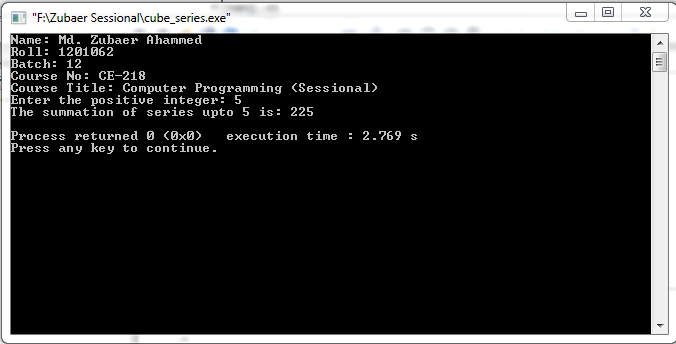 "F:\Zubaer Sessional\cube_series.exe"
Name: Md. Zubaer Ahammed
Roll: 1201062
Batch: 12
Course No: CE-218
Course Title: Computer Programming (Sessional)
Enter the positive integer: 5
The summation of series upto 5 is: 225
Process returned 0 (0x0)   execution time : 2.769 s
Press any key to continue.